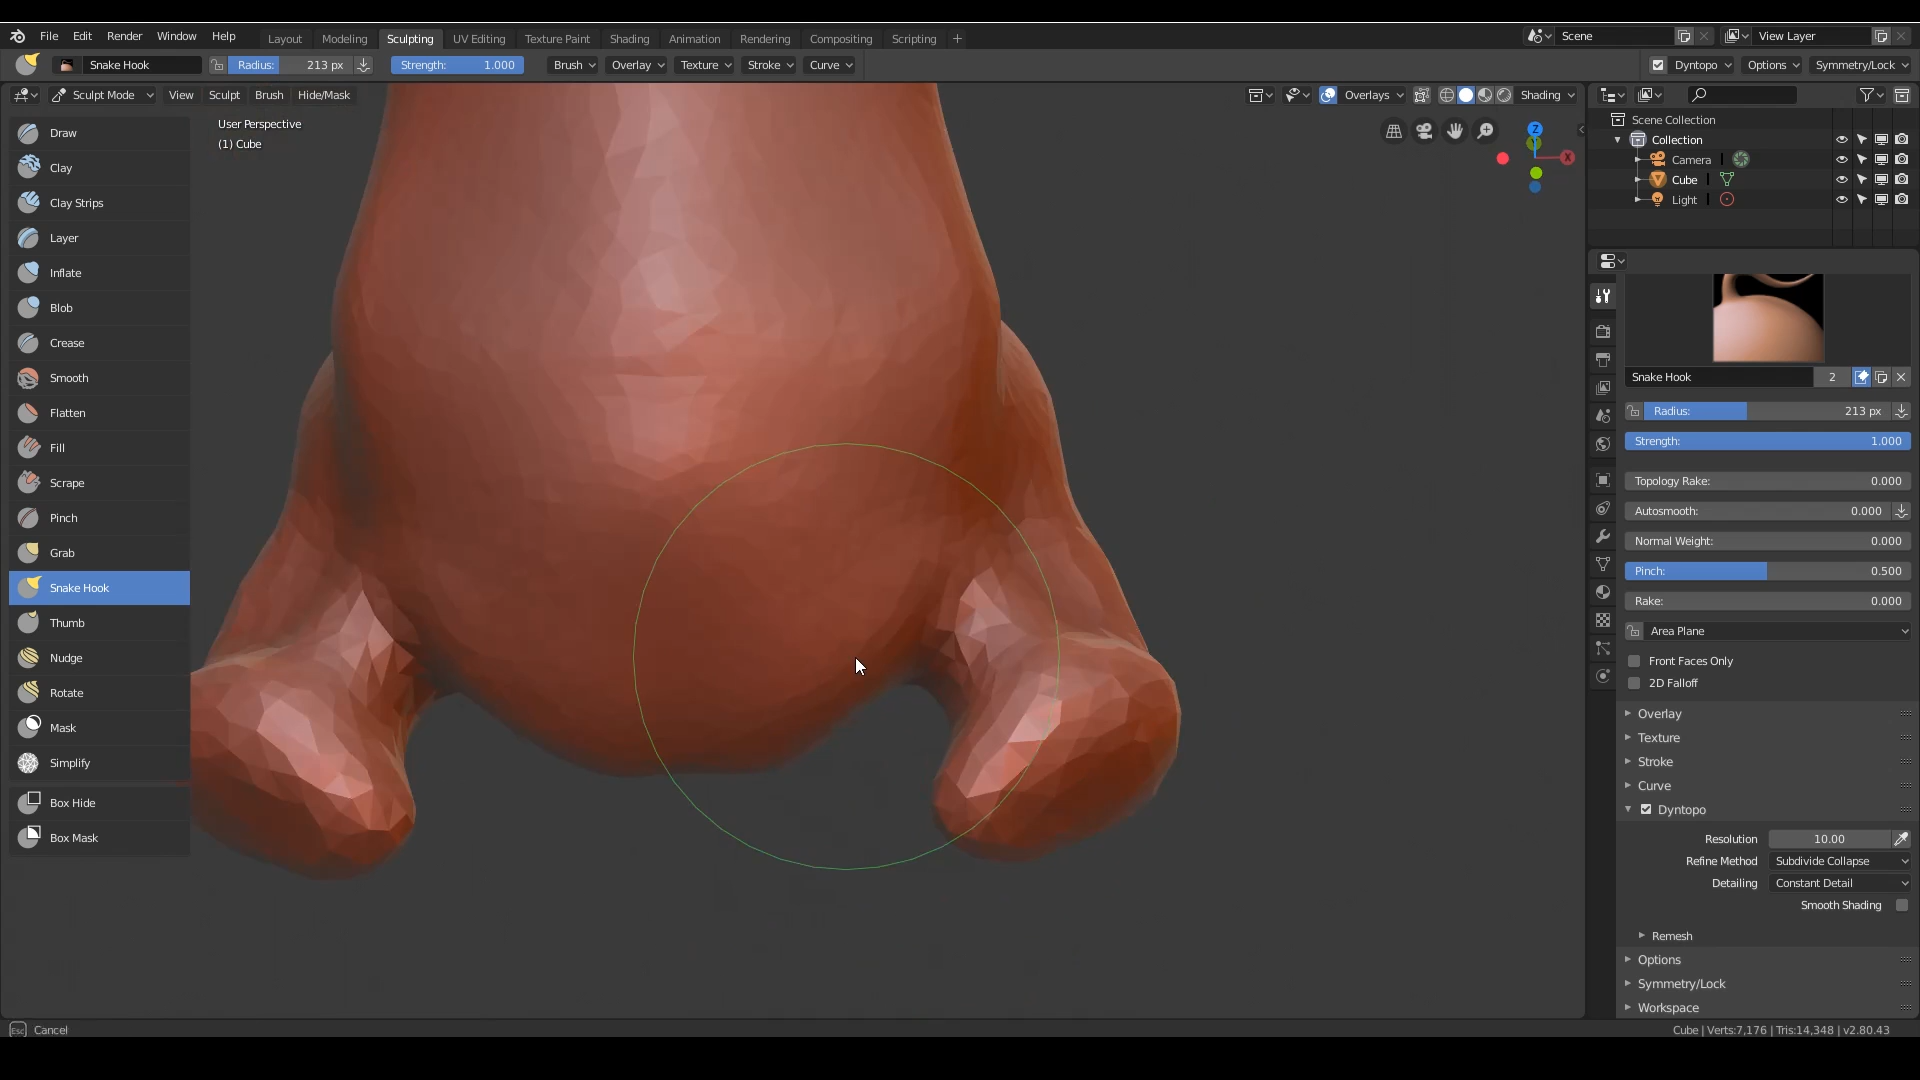 File Edit Render Window Help Layout Modeling Sculpting UV Editing Texture Paint Shading Animation Rendering Compositing Scripting + Scene View Layer
Snake Hook Radius: 213 px Strength: 1.000 Brush Overlay Texture Stroke Curve Dyntopo Options Symmetry/Lock
Sculpt Mode View Sculpt Brush Hide/Mask Overlays Shading
User Perspective
(1) Cube
Z
X
Draw
Clay
Clay Strips
Layer
Inflate
Blob
Crease
Smooth
Flatten
Fill
Scrape
Pinch
Grab
Snake Hook
Thumb
Nudge
Rotate
Mask
Simplify
Box Hide
Box Mask
Scene Collection
Collection
Camera
Cube
Light
Snake Hook 2
Radius: 213 px
Strength: 1.000
Topology Rake: 0.000
Autosmooth: 0.000
Normal Weight: 0.000
Pinch: 0.500
Rake: 0.000
Area Plane
Front Faces Only
2D Falloff
Overlay
Texture
Stroke
Curve
Dyntopo
Resolution 10.00
Refine Method Subdivide Collapse
Detailing Constant Detail
Smooth Shading
Remesh
Options
Symmetry/Lock
Workspace
Esc Cancel
Cube | Verts:7,176 | Tris:14,348 | v2.80.43